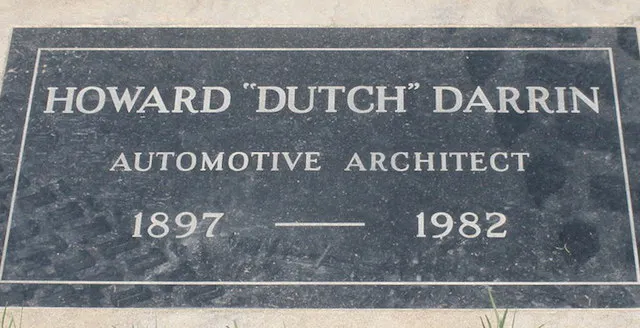 HOWARD "DUTCH" DARRIN
AUTOMOTIVE ARCHITECT
1897 — 1982